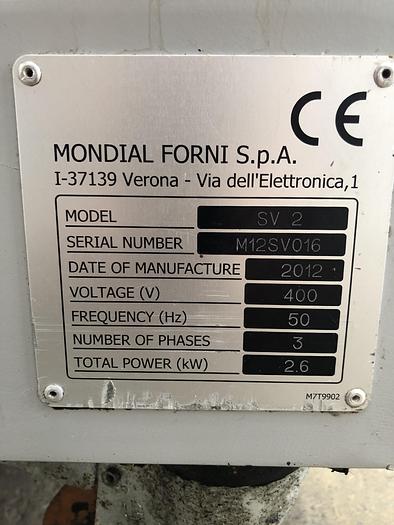 CE
MONDIAL FORNI S.p.A.
I-37139 Verona - Via dell'Elettronica,1
MODEL SV 2
SERIAL NUMBER M12SV016
DATE OF MANUFACTURE 2012
VOLTAGE (V) 400
FREQUENCY (Hz) 50
NUMBER OF PHASES 3
TOTAL POWER (kW) 2.6
M7T9902